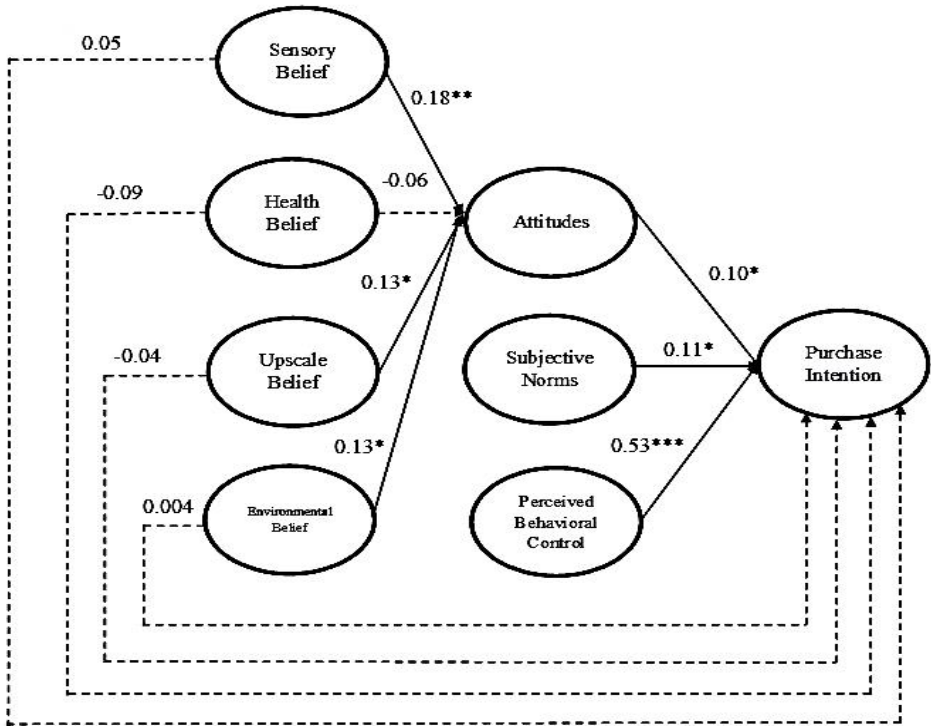 0.05
Sensory
Belief
0.18**
-0.09
Health
Belief
-0.06
Attitudes
0.10*
0.13*
-0.04
Upscale
Belief
Subjective
Norms
0.11*
Purchase
Intention
0.13*
0.53***
0.004
Environmental
Belief
Perceived
Behavioral
Control